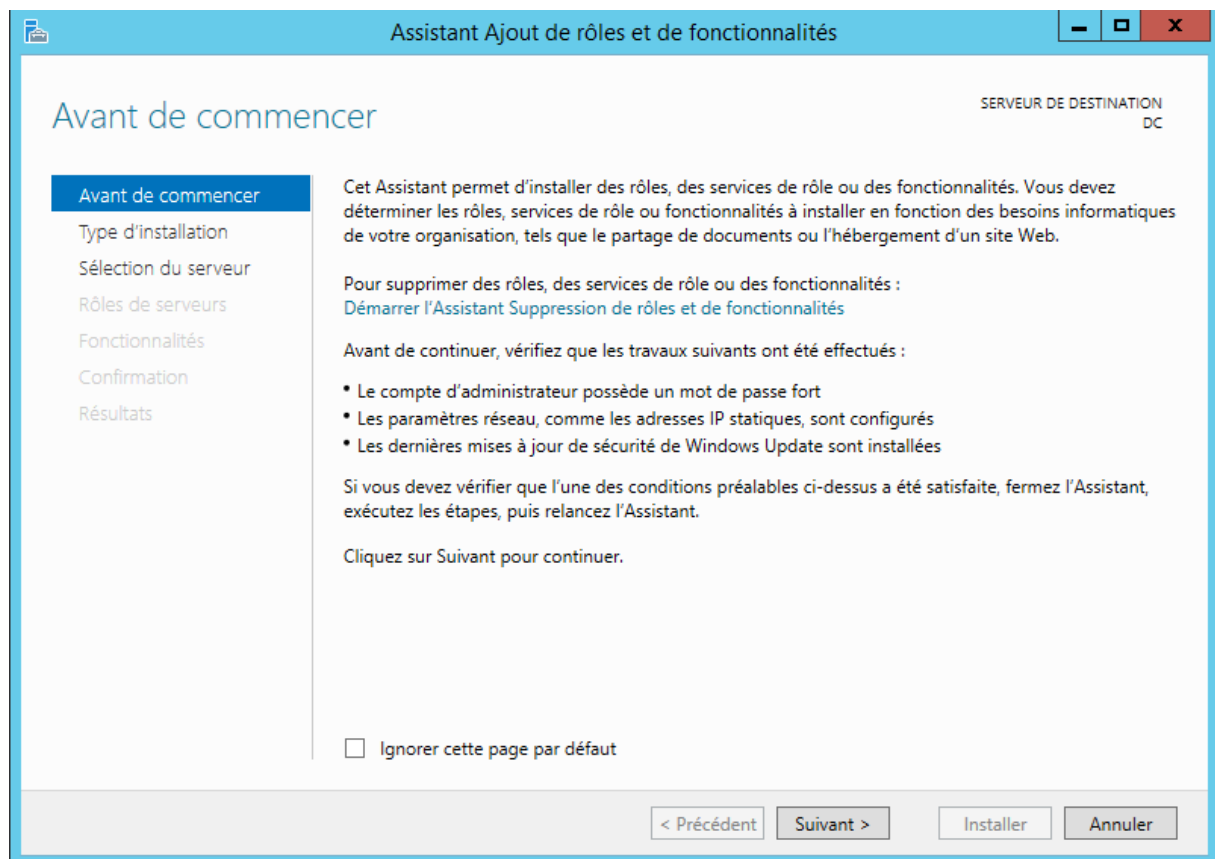 Assistant Ajout de rôles et de fonctionnalités
Avant de commencer
SERVEUR DE DESTINATION
DC
Avant de commencer
Type d'installation
Sélection du serveur
Rôles de serveurs
Fonctionnalités
Confirmation
Résultats
Cet Assistant permet d'installer des rôles, des services de rôle ou des fonctionnalités. Vous devez
déterminer les rôles, services de rôle ou fonctionnalités à installer en fonction des besoins informatiques
de votre organisation, tels que le partage de documents ou l'hébergement d'un site Web.
Pour supprimer des rôles, des services de rôle ou des fonctionnalités :
Démarrer l'Assistant Suppression de rôles et de fonctionnalités
Avant de continuer, vérifiez que les travaux suivants ont été effectués :
• Le compte d'administrateur possède un mot de passe fort
• Les paramètres réseau, comme les adresses IP statiques, sont configurés
• Les dernières mises à jour de sécurité de Windows Update sont installées
Si vous devez vérifier que l'une des conditions préalables ci-dessus a été satisfaite, fermez l'Assistant,
exécutez les étapes, puis relancez l'Assistant.
Cliquez sur Suivant pour continuer.
Ignorer cette page par défaut
< Précédent
Suivant >
Installer
Annuler